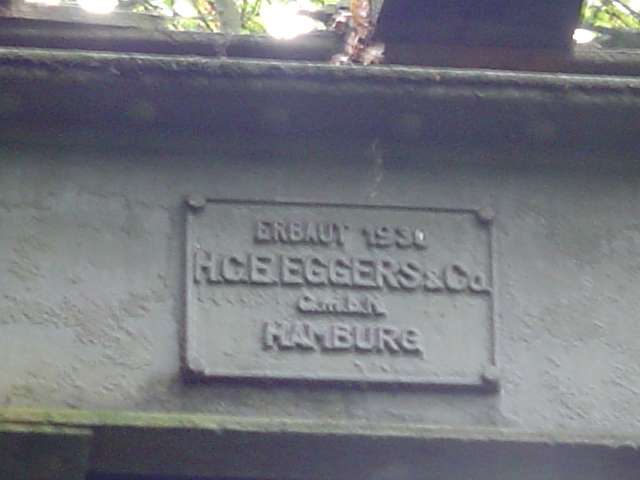 ERBAUT
H.C.E. EGGERS & Co.
G.m.b.H.
HAMBURG